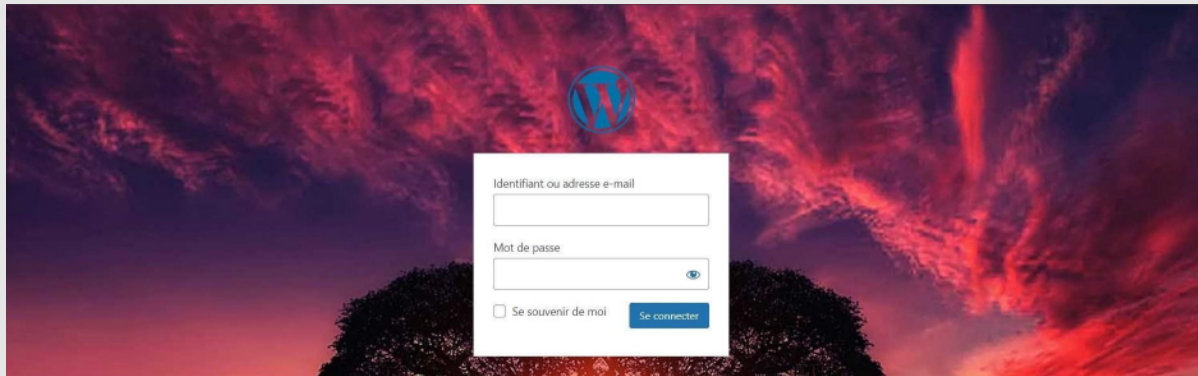 Identifiant ou adresse e-mail
Mot de passe
Se souvenir de moi
Se connecter